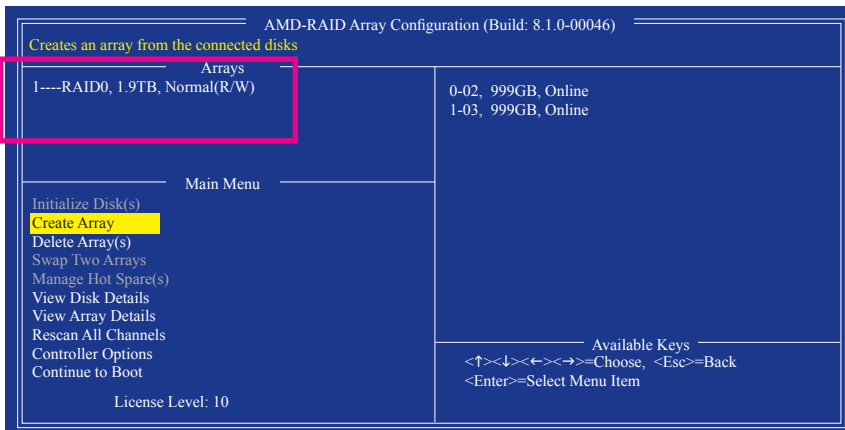 AMD-RAID Array Configuration (Build: 8.1.0-00046)
Creates an array from the connected disks
Arrays
1----RAID0, 1.9TB, Normal(R/W)
0-02, 999GB, Online
1-03, 999GB, Online
Main Menu
Initialize Disk(s)
Create Array
Delete Array(s)
Swap Two Arrays
Manage Hot Spare(s)
View Disk Details
View Array Details
Rescan All Channels
Controller Options
Continue to Boot
License Level: 10
Available Keys
<↑><↓><←><→>=Choose, <Esc>=Back
<Enter>=Select Menu Item